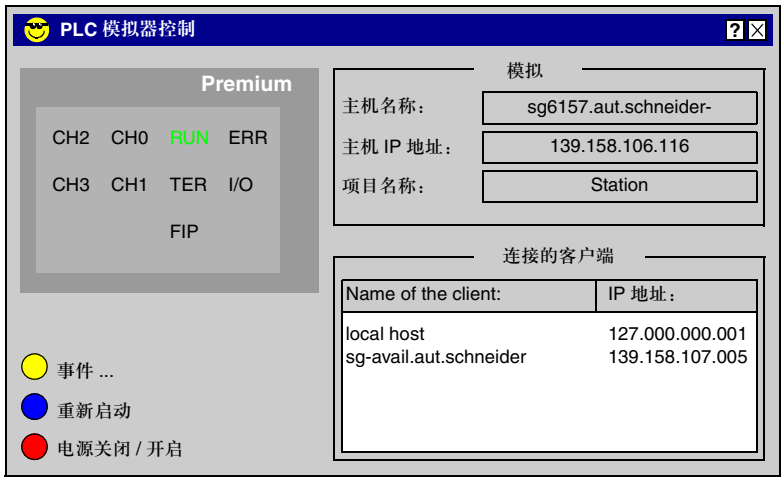 PLC 模拟器控制
?
Premium
CH2 CH0 RUN ERR
CH3 CH1 TER I/O
FIP
模拟
主机名称： sg6157.aut.schneider-
主机 IP 地址： 139.158.106.116
项目名称： Station
连接的客户端
Name of the client: IP 地址：
local host 127.000.000.001
sg-avail.aut.schneider 139.158.107.005
事件 ...
重新启动
电源关闭 / 开启